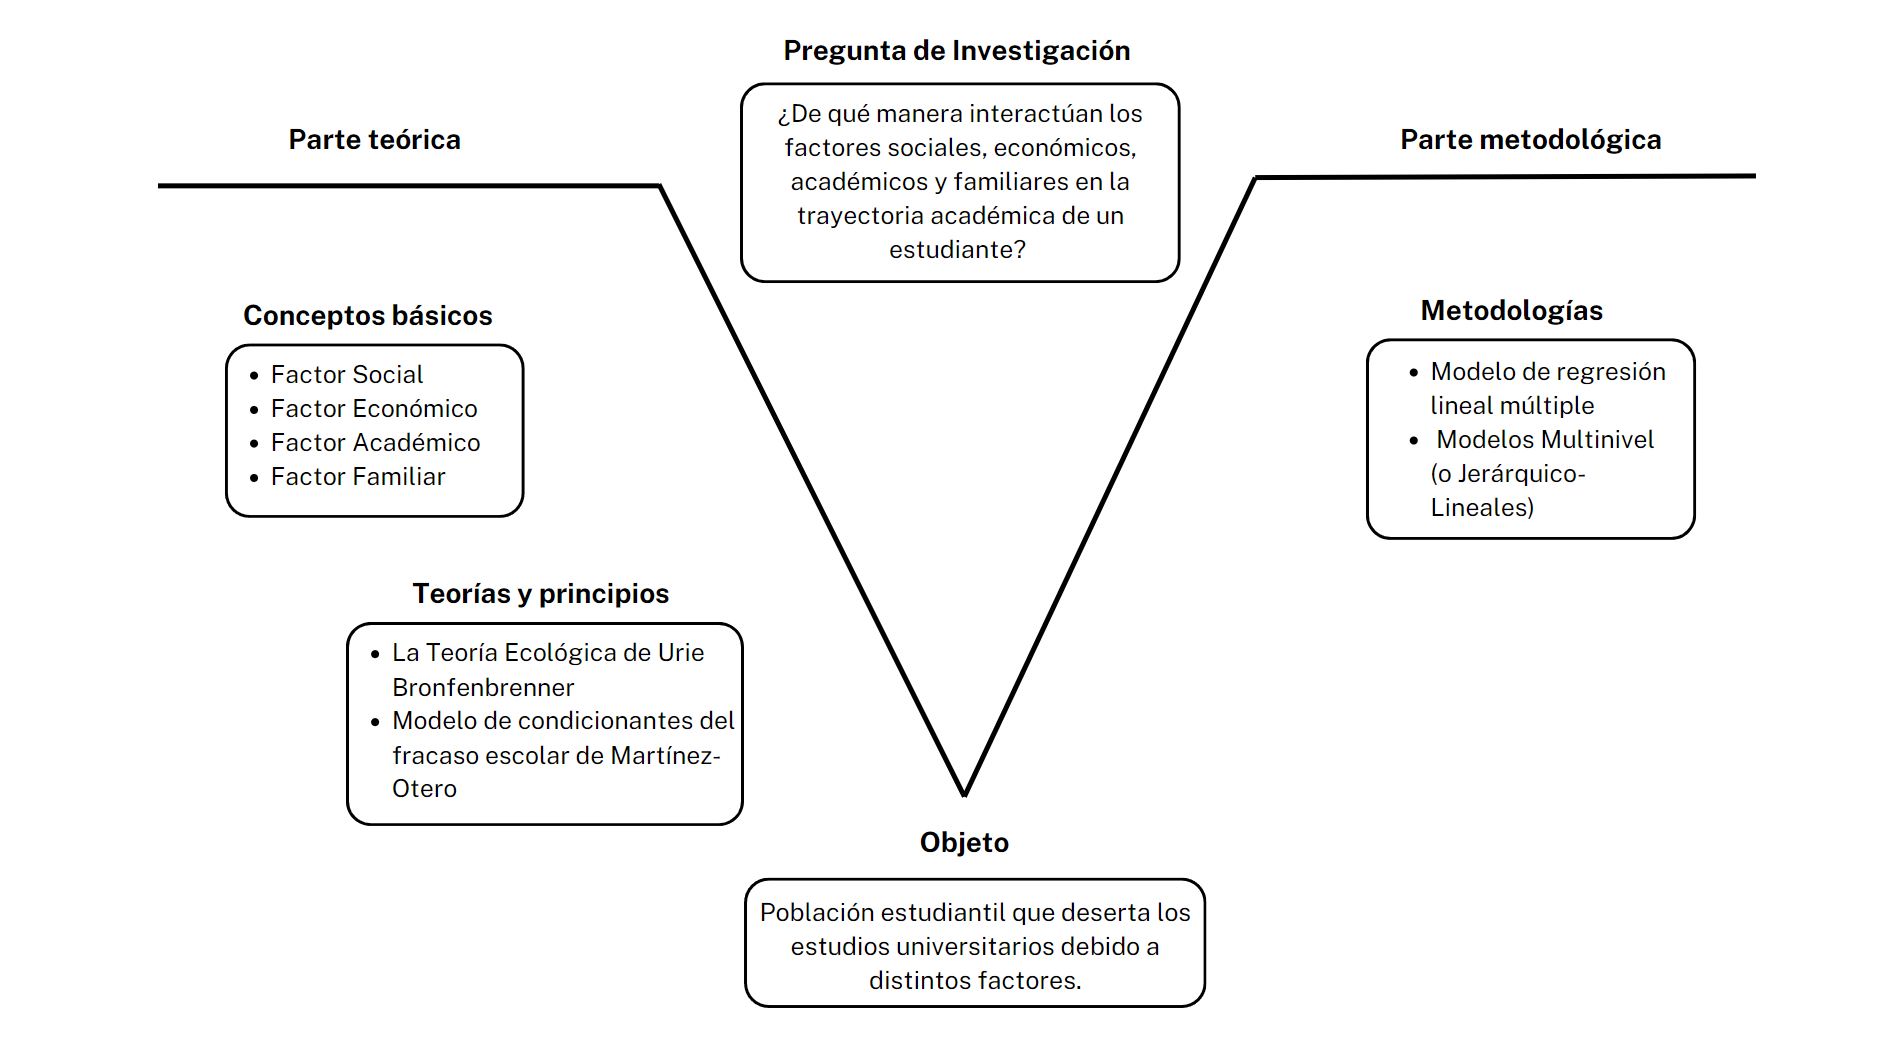 Pregunta de Investigación
¿De qué manera interactúan los
factores sociales, económicos,
académicos y familiares en la
trayectoria académica de un
estudiante?
Parte teórica
Parte metodológica
Conceptos básicos
• Factor Social
• Factor Económico
• Factor Académico
• Factor Familiar
Metodologías
• Modelo de regresión
lineal múltiple
• Modelos Multinivel
(o Jerárquico-
Lineales)
Teorías y principios
• La Teoría Ecológica de Urie
Bronfenbrenner
• Modelo de condicionantes del
fracaso escolar de Martínez-
Otero
Objeto
Población estudiantil que deserta los
estudios universitarios debido a
distintos factores.